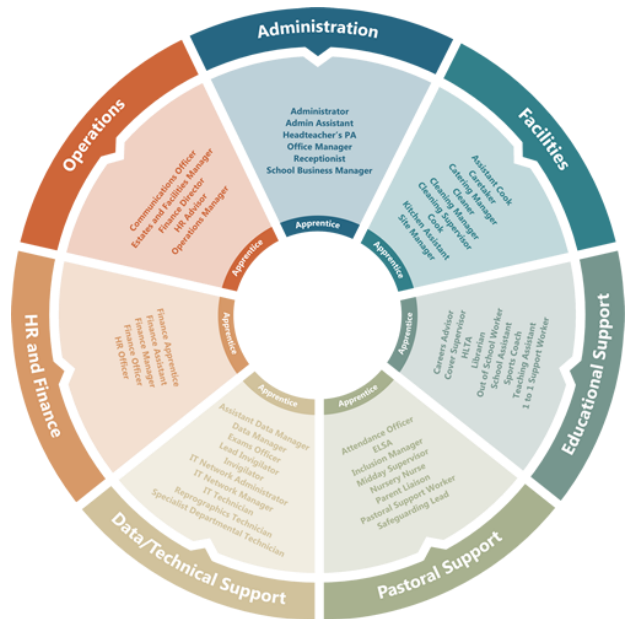 Administration
Administrator
Admin Assistant
Headteacher's PA
Office Manager
Receptionist
School Business Manager
Apprentice
Facilities
Assistant Cook
Caretaker
Catering Manager
Cleaner
Cleaning Manager
Cleaning Supervisor
Cook
Kitchen Assistant
Site Manager
Apprentice
Educational Support
Careers Advisor
Cover Supervisor
HLTA
Librarian
Out of School Worker
School Assistant
Sports Coach
Teaching Assistant
1 to 1 Support Worker
Apprentice
Pastoral Support
Attendance Officer
ELSA
Inclusion Manager
Midday Supervisor
Nursery Nurse
Parent Liaison
Pastoral Support Worker
Safeguarding Lead
Apprentice
Data/Technical Support
Assistant Data Manager
Data Manager
Exams Officer
Lead Invigilator
Invigilator
IT Network Administrator
IT Network Manager
IT Technician
Reprographics Technician
Specialist Departmental Technician
Apprentice
HR and Finance
Finance Apprentice
Finance Assistant
Finance Manager
Finance Officer
HR Officer
Apprentice
Operations
Communications Officer
Estates and Facilities Manager
Finance Director
HR Advisor
Operations Manager
Apprentice